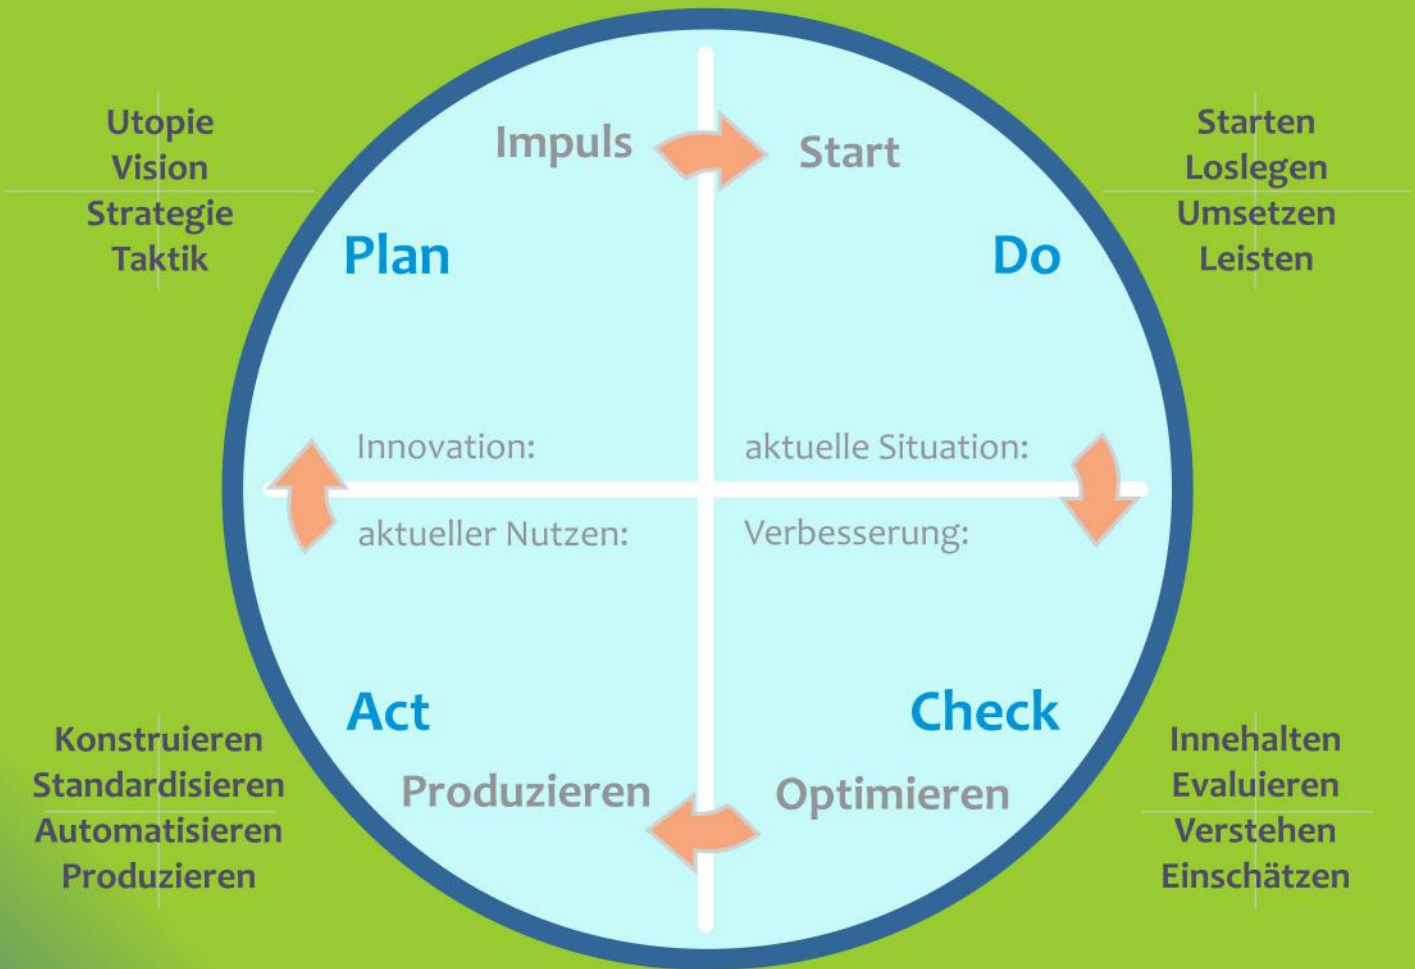 Utopie
Vision
Strategie
Taktik
Impuls
Start
Starten
Loslegen
Umsetzen
Leisten
Plan
Do
Innovation:
aktuelle Situation:
aktueller Nutzen:
Verbesserung:
Act
Check
Produzieren
Optimieren
Konstruieren
Standardisieren
Automatisieren
Produzieren
Innehalten
Evaluieren
Verstehen
Einschätzen